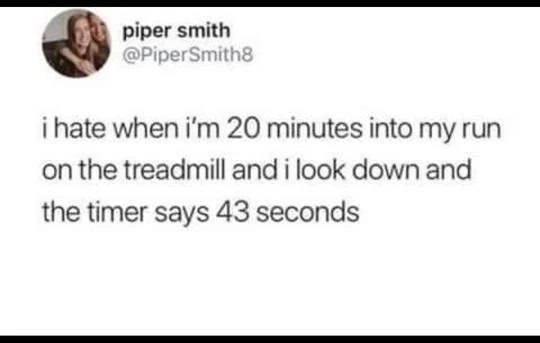 piper smith
@PiperSmith8
i hate when i'm 20 minutes into my run
on the treadmill and i look down and
the timer says 43 seconds